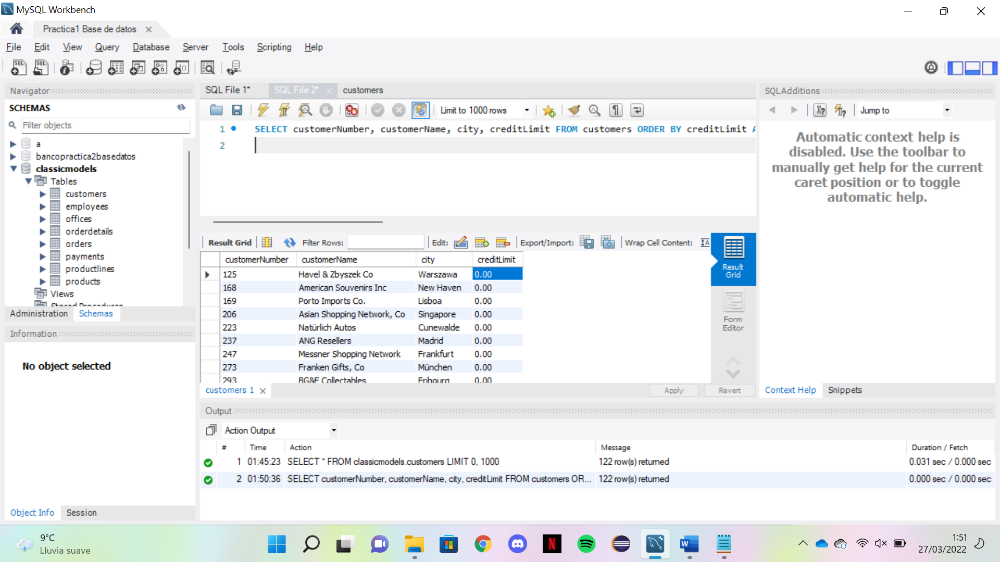 MySQL Workbench
Practica1 Base de datos
File Edit View Query Database Server Tools Scripting Help
Navigator
SCHEMAS
Filter objects
a
bancopractica2basedatos
classicmodels
Tables
customers
employees
offices
orderdetails
orders
payments
productlines
products
Views
Stored Procedures
Administration Schemas
Information
No object selected
Object Info Session
SQL File 1* SQL File 2* customers
Limit to 1000 rows
1 SELECT customerNumber, customerName, city, creditLimit FROM customers ORDER BY creditLimit A
2
Result Grid Filter Rows: Edit: Export/Import: Wrap Cell Content:
customerNumber customerName city creditLimit
125 Havel & Zbyszek Co Warszawa 0.00
168 American Souvenirs Inc New Haven 0.00
169 Porto Imports Co. Lisboa 0.00
206 Asian Shopping Network, Co Singapore 0.00
223 Natürlich Autos Cunewalde 0.00
237 ANG Resellers Madrid 0.00
247 Messner Shopping Network Frankfurt 0.00
273 Franken Gifts, Co München 0.00
293 BG&E Collectables Fribourg 0.00
Result
Grid
Form
Editor
customers 1 Apply Revert
SQLAdditions
Jump to
Automatic context help is
disabled. Use the toolbar to
manually get help for the current
caret position or to toggle
automatic help.
Context Help Snippets
Output
Action Output
# Time Action Message Duration / Fetch
1 01:45:23 SELECT * FROM classicmodels.customers LIMIT 0, 1000 122 row(s) returned 0.031 sec / 0.000 sec
2 01:50:36 SELECT customerNumber, customerName, city, creditLimit FROM customers OR... 122 row(s) returned 0.000 sec / 0.000 sec
9°C
Lluvia suave
1:51
27/03/2022